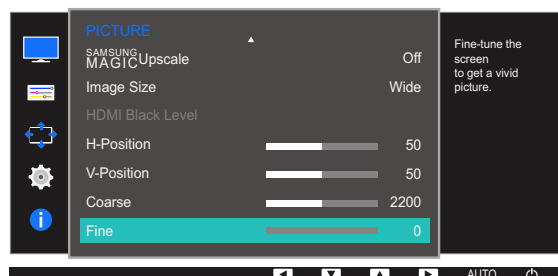 PICTURE
SAMSUNG
MAGIC Upscale Off
Image Size Wide
HDMI Black Level
H-Position 50
V-Position 50
Coarse 2200
Fine 0
Fine-tune the
screen
to get a vivid
picture.
AUTO